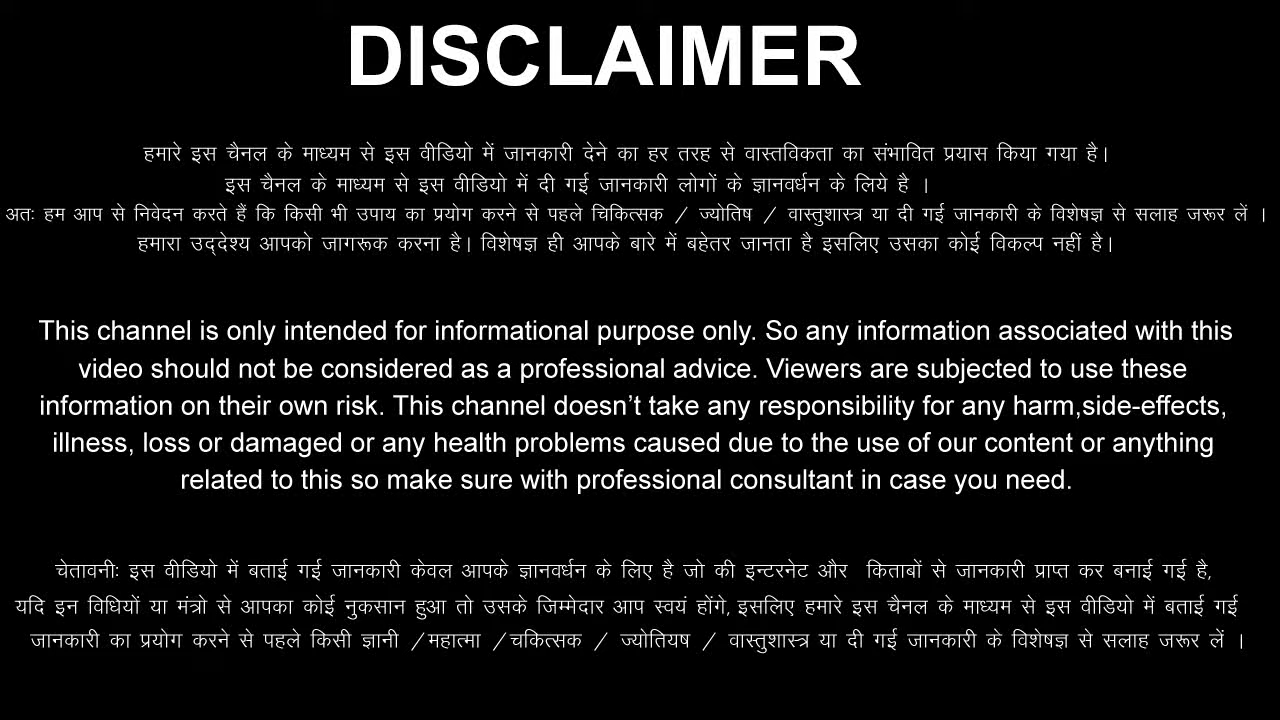 DISCLAIMER
हमारे इस चैनल के माध्यम से इस वीडियो में जानकारी देने का हर तरह से वास्तविकता का संभावित प्रयास किया गया है।
इस चैनल के माध्यम से इस वीडियो में दी गई जानकारी लोगों के ज्ञानवर्धन के लिये है ।
अतः हम आप से निवेदन करते हैं कि किसी भी उपाय का प्रयोग करने से पहले चिकित्सक / ज्योतिष / वास्तुशास्त्र या दी गई जानकारी के विशेषज्ञ से सलाह जरूर लें ।
हमारा उद्देश्य आपको जागरूक करना है। विशेषज्ञ ही आपके बारे में बहेतर जानता है इसलिए उसका कोई विकल्प नहीं है।
This channel is only intended for informational purpose only. So any information associated with this
video should not be considered as a professional advice. Viewers are subjected to use these
information on their own risk. This channel doesn’t take any responsibility for any harm,side-effects,
illness, loss or damaged or any health problems caused due to the use of our content or anything
related to this so make sure with professional consultant in case you need.
चेतावनीः इस वीडियो में बताई गई जानकारी केवल आपके ज्ञानवर्धन के लिए है जो की इन्टरनेट और किताबों से जानकारी प्राप्त कर बनाई गई है,
यदि इन विधियों या मंत्रो से आपका कोई नुकसान हुआ तो उसके जिम्मेदार आप स्वयं होंगे, इसलिए हमारे इस चैनल के माध्यम से इस वीडियो में बताई गई
जानकारी का प्रयोग करने से पहले किसी ज्ञानी /महात्मा /चकित्सक / ज्योतियष / वास्तुशास्त्र या दी गई जानकारी के विशेषज्ञ से सलाह जरूर लें ।